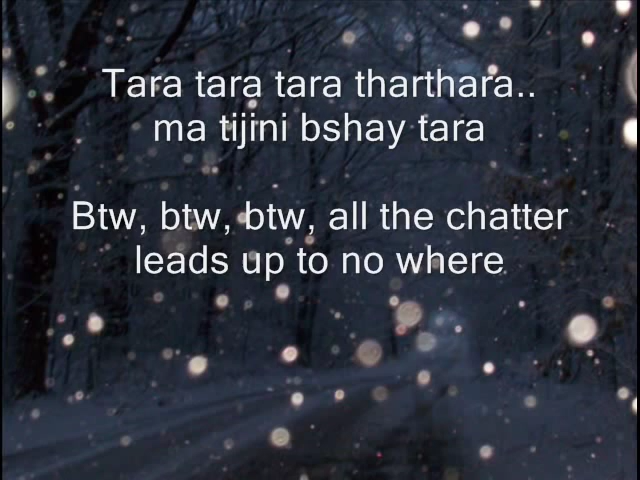 Tara tara tara tharthara..
ma tijini bshay tara
Btw, btw, btw, all the chatter
leads up to no where